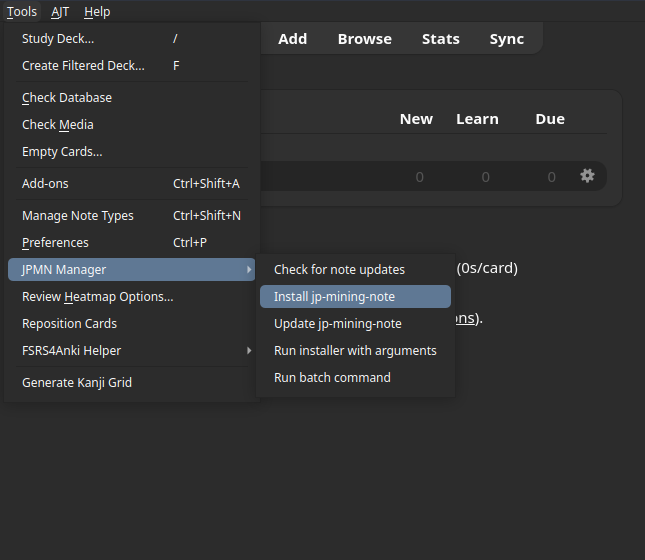 Tools AJT Help
Add Browse Stats Sync
Study Deck... /
Create Filtered Deck... F
Check Database
Check Media
Empty Cards...
Add-ons Ctrl+Shift+A
Manage Note Types Ctrl+Shift+N
Preferences Ctrl+P
JPMN Manager
Review Heatmap Options...
Reposition Cards
FSRS4Anki Helper
Generate Kanji Grid
Check for note updates
Install jp-mining-note
Update jp-mining-note
Run installer with arguments
Run batch command
New Learn Due
0 0 0
(0s/card)
ns).